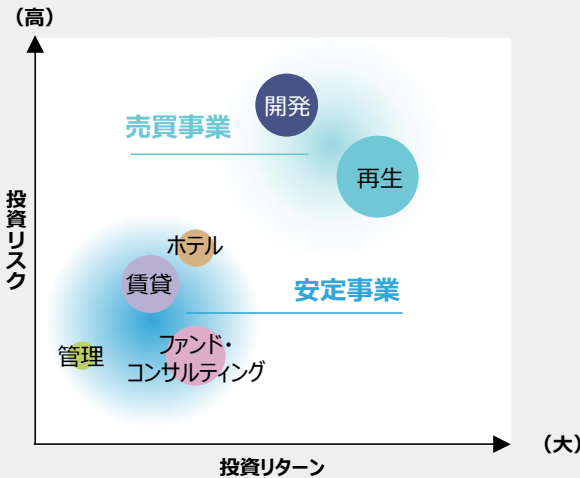 （高）
開発
売買事業
再生
投資リスク
ホテル
賃貸
安定事業
ファンド・
コンサルティング
管理
（大）
投資リターン